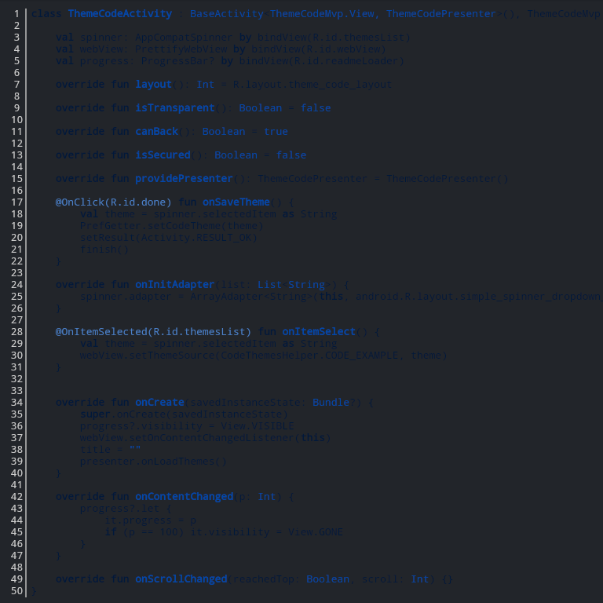 1 class ThemeCodeActivity : BaseActivity<ThemeCodeMvp.View, ThemeCodePresenter>(), ThemeCodeMvp
2
3 val spinner: AppCompatSpinner by bindView(R.id.themesList)
4 val webView: PrettifyWebView by bindView(R.id.webView)
5 val progress: ProgressBar? by bindView(R.id.readmeLoader)
6
7 override fun layout(): Int = R.layout.theme_code_layout
8
9 override fun isTransparent(): Boolean = false
10
11 override fun canBack(): Boolean = true
12
13 override fun isSecured(): Boolean = false
14
15 override fun providePresenter(): ThemeCodePresenter = ThemeCodePresenter()
16
17 @OnClick(R.id.done) fun onSaveTheme() {
18 val theme = spinner.selectedItem as String
19 PrefGetter.setCodeTheme(theme)
20 setResult(Activity.RESULT_OK)
21 finish()
22 }
23
24 override fun onInitAdapter(list: List<String>) {
25 spinner.adapter = ArrayAdapter<String>(this, android.R.layout.simple_spinner_dropdown
26 }
27
28 @OnItemSelected(R.id.themesList) fun onItemSelect() {
29 val theme = spinner.selectedItem as String
30 webView.setThemeSource(CodeThemesHelper.CODE_EXAMPLE, theme)
31 }
32
33
34 override fun onCreate(savedInstanceState: Bundle?) {
35 super.onCreate(savedInstanceState)
36 progress?.visibility = View.VISIBLE
37 webView.setOnContentChangedListener(this)
38 title = ""
39 presenter.onLoadThemes()
40 }
41
42 override fun onContentChanged(p: Int) {
43 progress?.let {
44 it.progress = p
45 if (p == 100) it.visibility = View.GONE
46 }
47 }
48
49 override fun onScrollChanged(reachedTop: Boolean, scroll: Int) {}
50 }